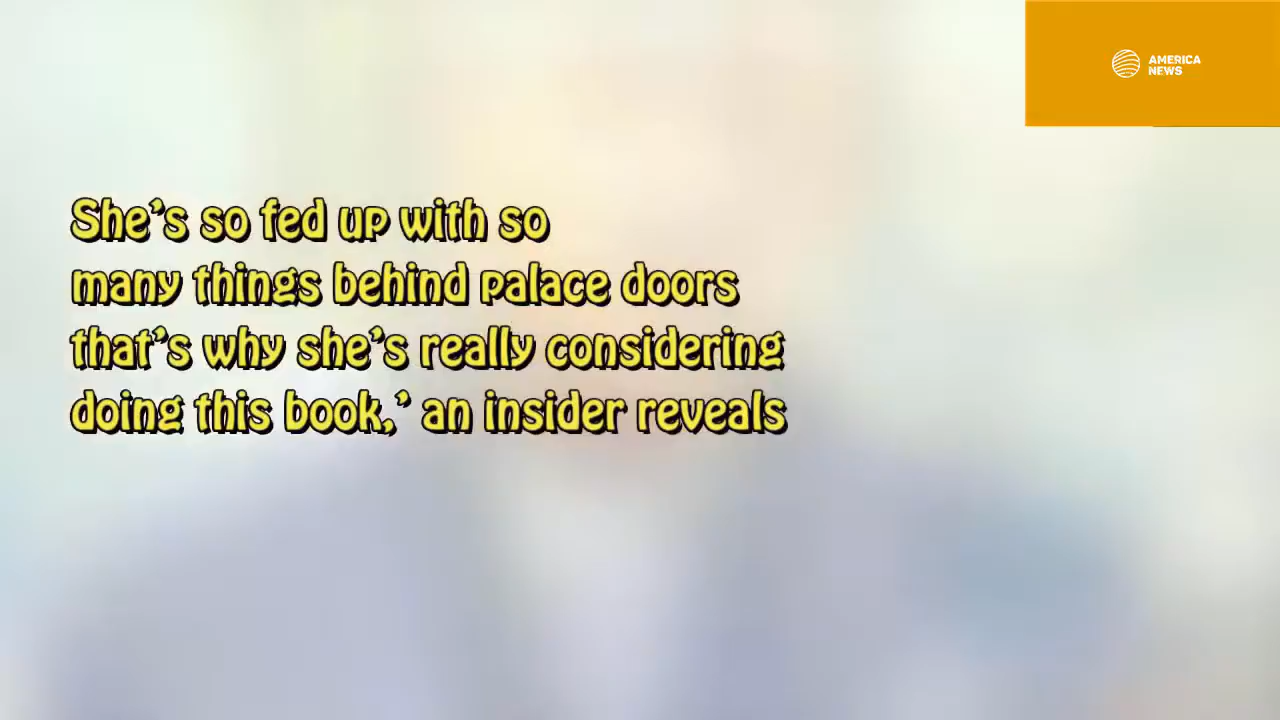 AMERICA
NEWS
She’s so fed up with so
many things behind palace doors
that’s why she’s really considering
doing this book,’ an insider reveals